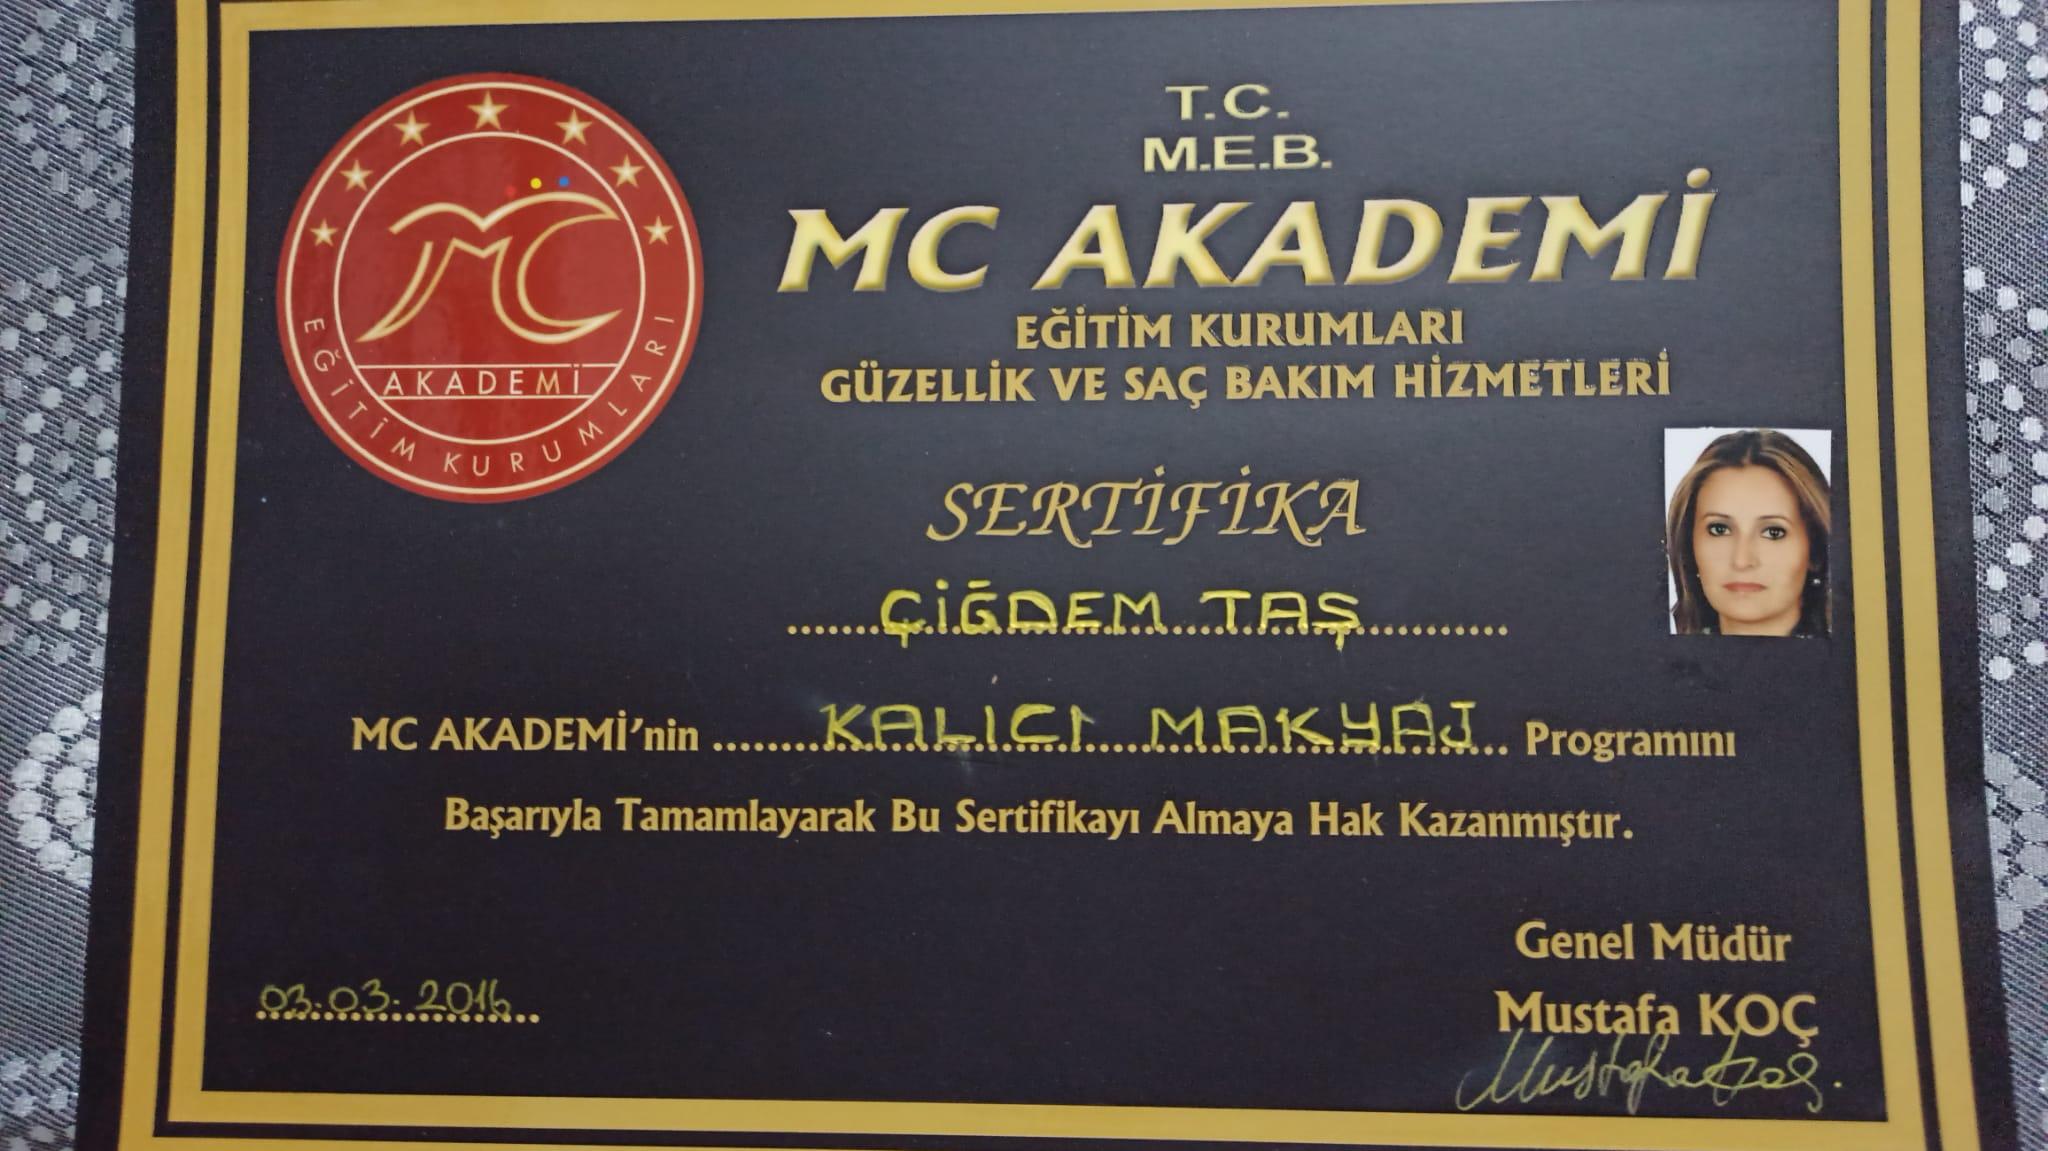 T.C.
M.E.B.
MC AKADEMİ
EĞİTİM KURUMLARI
GÜZELLİK VE SAÇ BAKIM HİZMETLERİ
MC
AKADEMİ
EĞİTİM KURUMLARI
SERTİFİKA
ÇİĞDEM TAŞ
MC AKADEMİ'nin KALICI MAKYAJ Programını
Başarıyla Tamamlayarak Bu Sertifikayı Almaya Hak Kazanmıştır.
Genel Müdür
Mustafa KOÇ
Mustafa Koç
03.03.2016